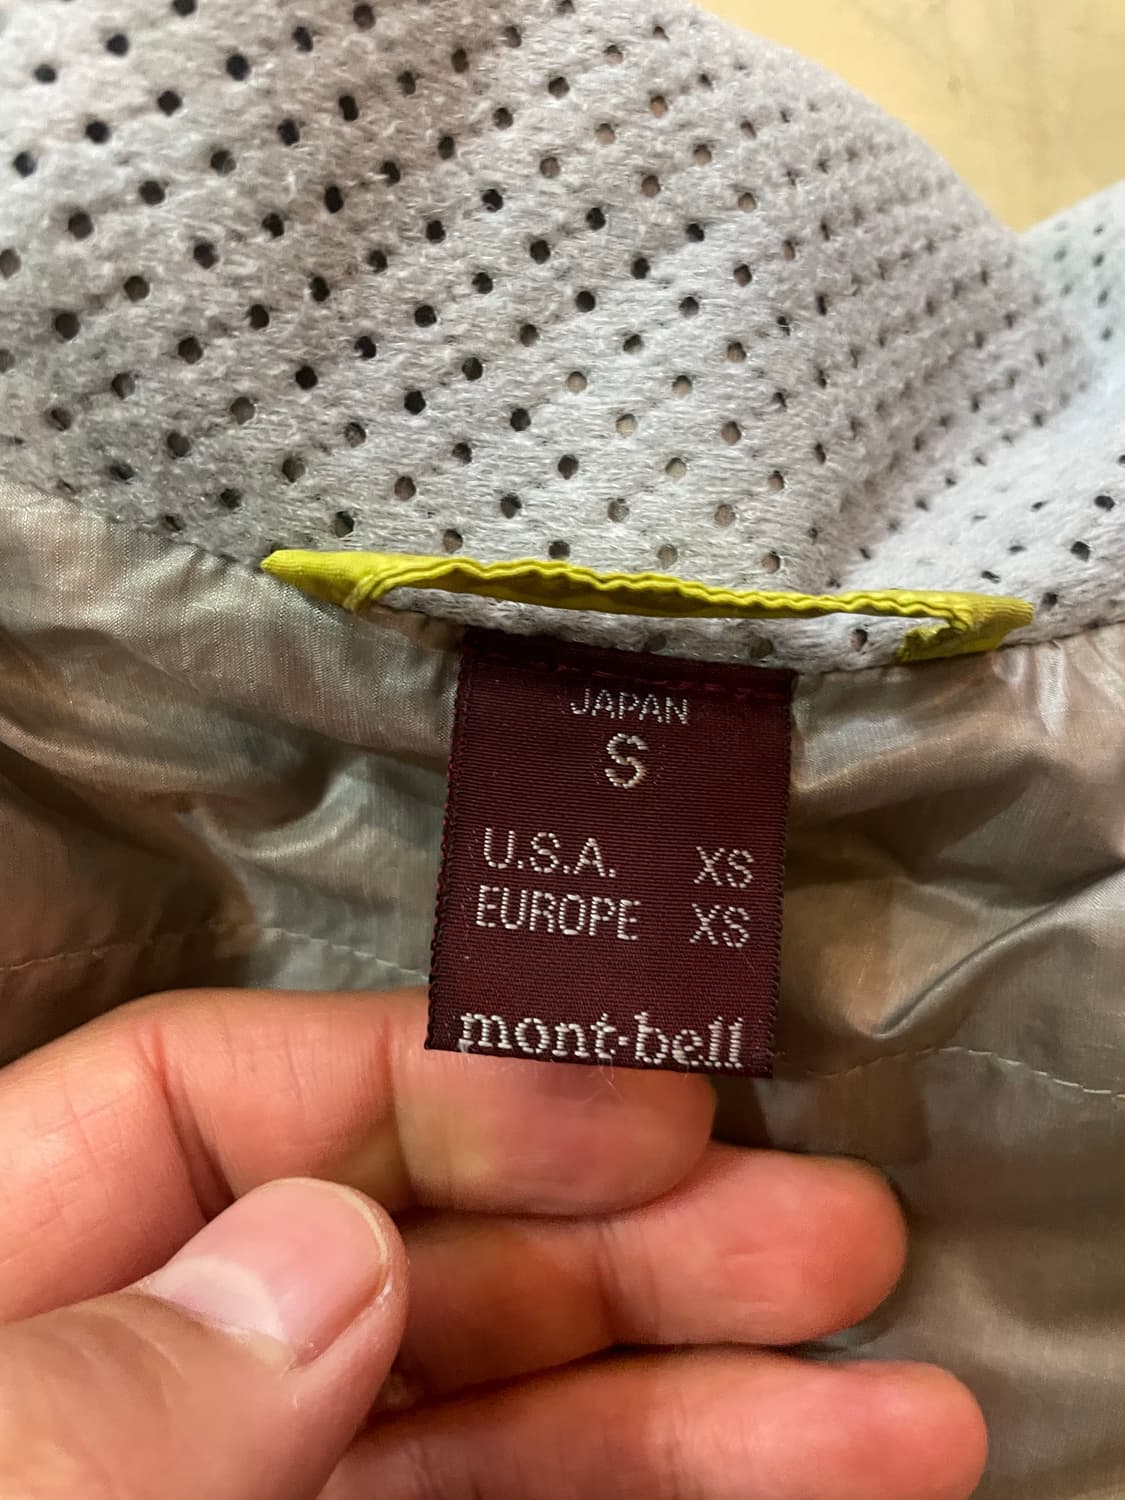 JAPAN
S
U.S.A. XS
EUROPE XS
mont-bell